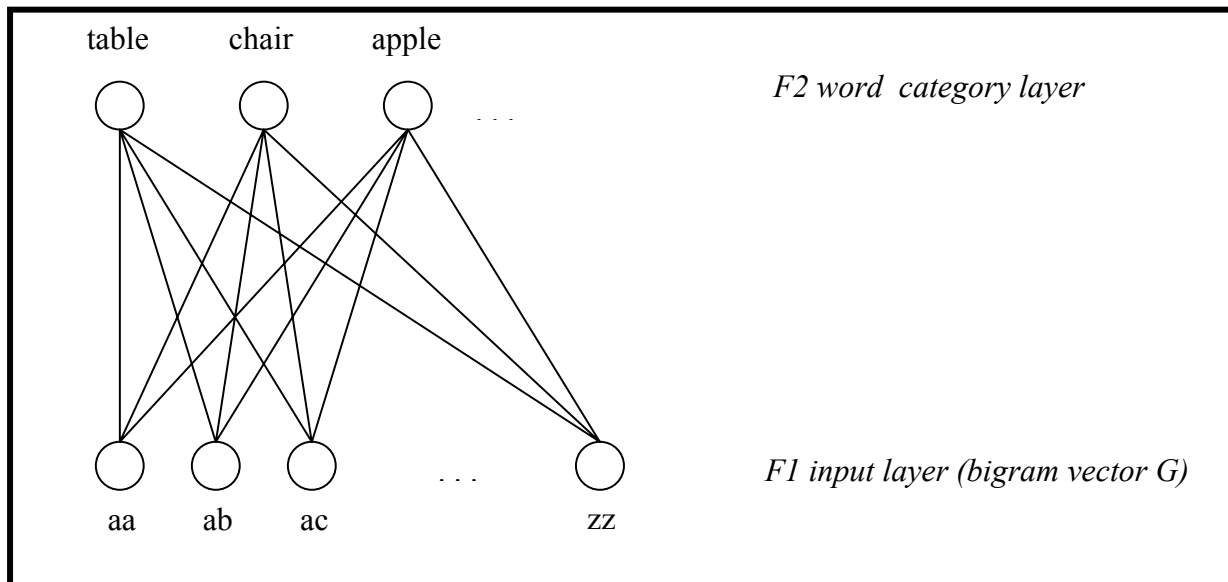 table chair apple
F2 word category layer
. . .
. . .
F1 input layer (bigram vector G)
aa ab ac zz